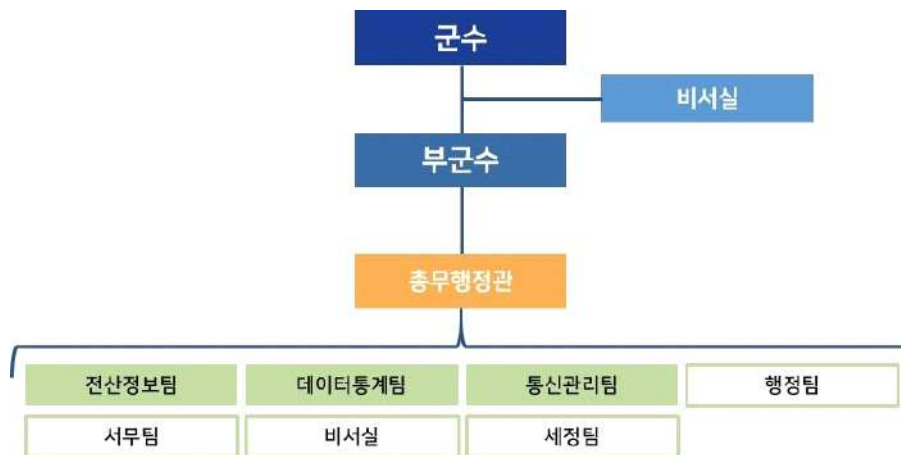 군수
비서실
부군수
총무행정관
전산정보팀 데이터통계팀 통신관리팀 행정팀
서무팀 비서실 세정팀